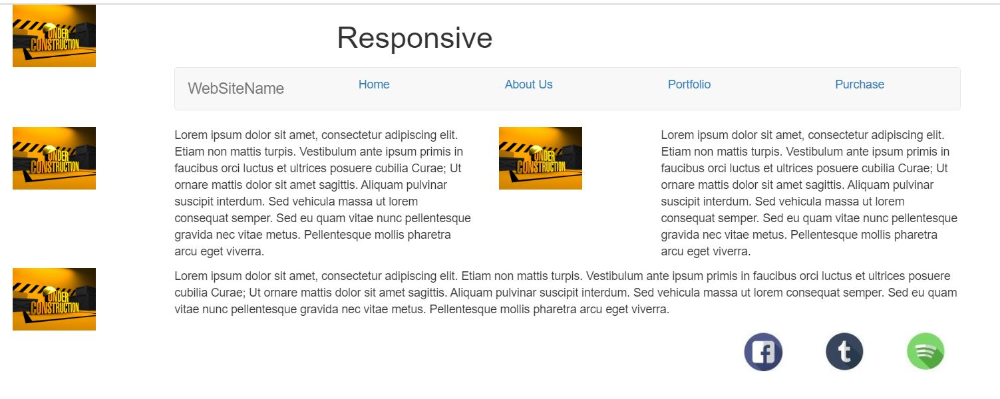 UNDER
CONSTRUCTION
Responsive
WebSiteName Home About Us Portfolio Purchase
UNDER
CONSTRUCTION
Lorem ipsum dolor sit amet, consectetur adipiscing elit.
Etiam non mattis turpis. Vestibulum ante ipsum primis in
faucibus orci luctus et ultrices posuere cubilia Curae; Ut
ornare mattis dolor sit amet sagittis. Aliquam pulvinar
suscipit interdum. Sed vehicula massa ut lorem
consequat semper. Sed eu quam vitae nunc pellentesque
gravida nec vitae metus. Pellentesque mollis pharetra
arcu eget viverra.
UNDER
CONSTRUCTION
Lorem ipsum dolor sit amet, consectetur adipiscing elit.
Etiam non mattis turpis. Vestibulum ante ipsum primis in
faucibus orci luctus et ultrices posuere cubilia Curae; Ut
ornare mattis dolor sit amet sagittis. Aliquam pulvinar
suscipit interdum. Sed vehicula massa ut lorem
consequat semper. Sed eu quam vitae nunc pellentesque
gravida nec vitae metus. Pellentesque mollis pharetra
arcu eget viverra.
UNDER
CONSTRUCTION
Lorem ipsum dolor sit amet, consectetur adipiscing elit. Etiam non mattis turpis. Vestibulum ante ipsum primis in faucibus orci luctus et ultrices posuere
cubilia Curae; Ut ornare mattis dolor sit amet sagittis. Aliquam pulvinar suscipit interdum. Sed vehicula massa ut lorem consequat semper. Sed eu quam
vitae nunc pellentesque gravida nec vitae metus. Pellentesque mollis pharetra arcu eget viverra.
f t